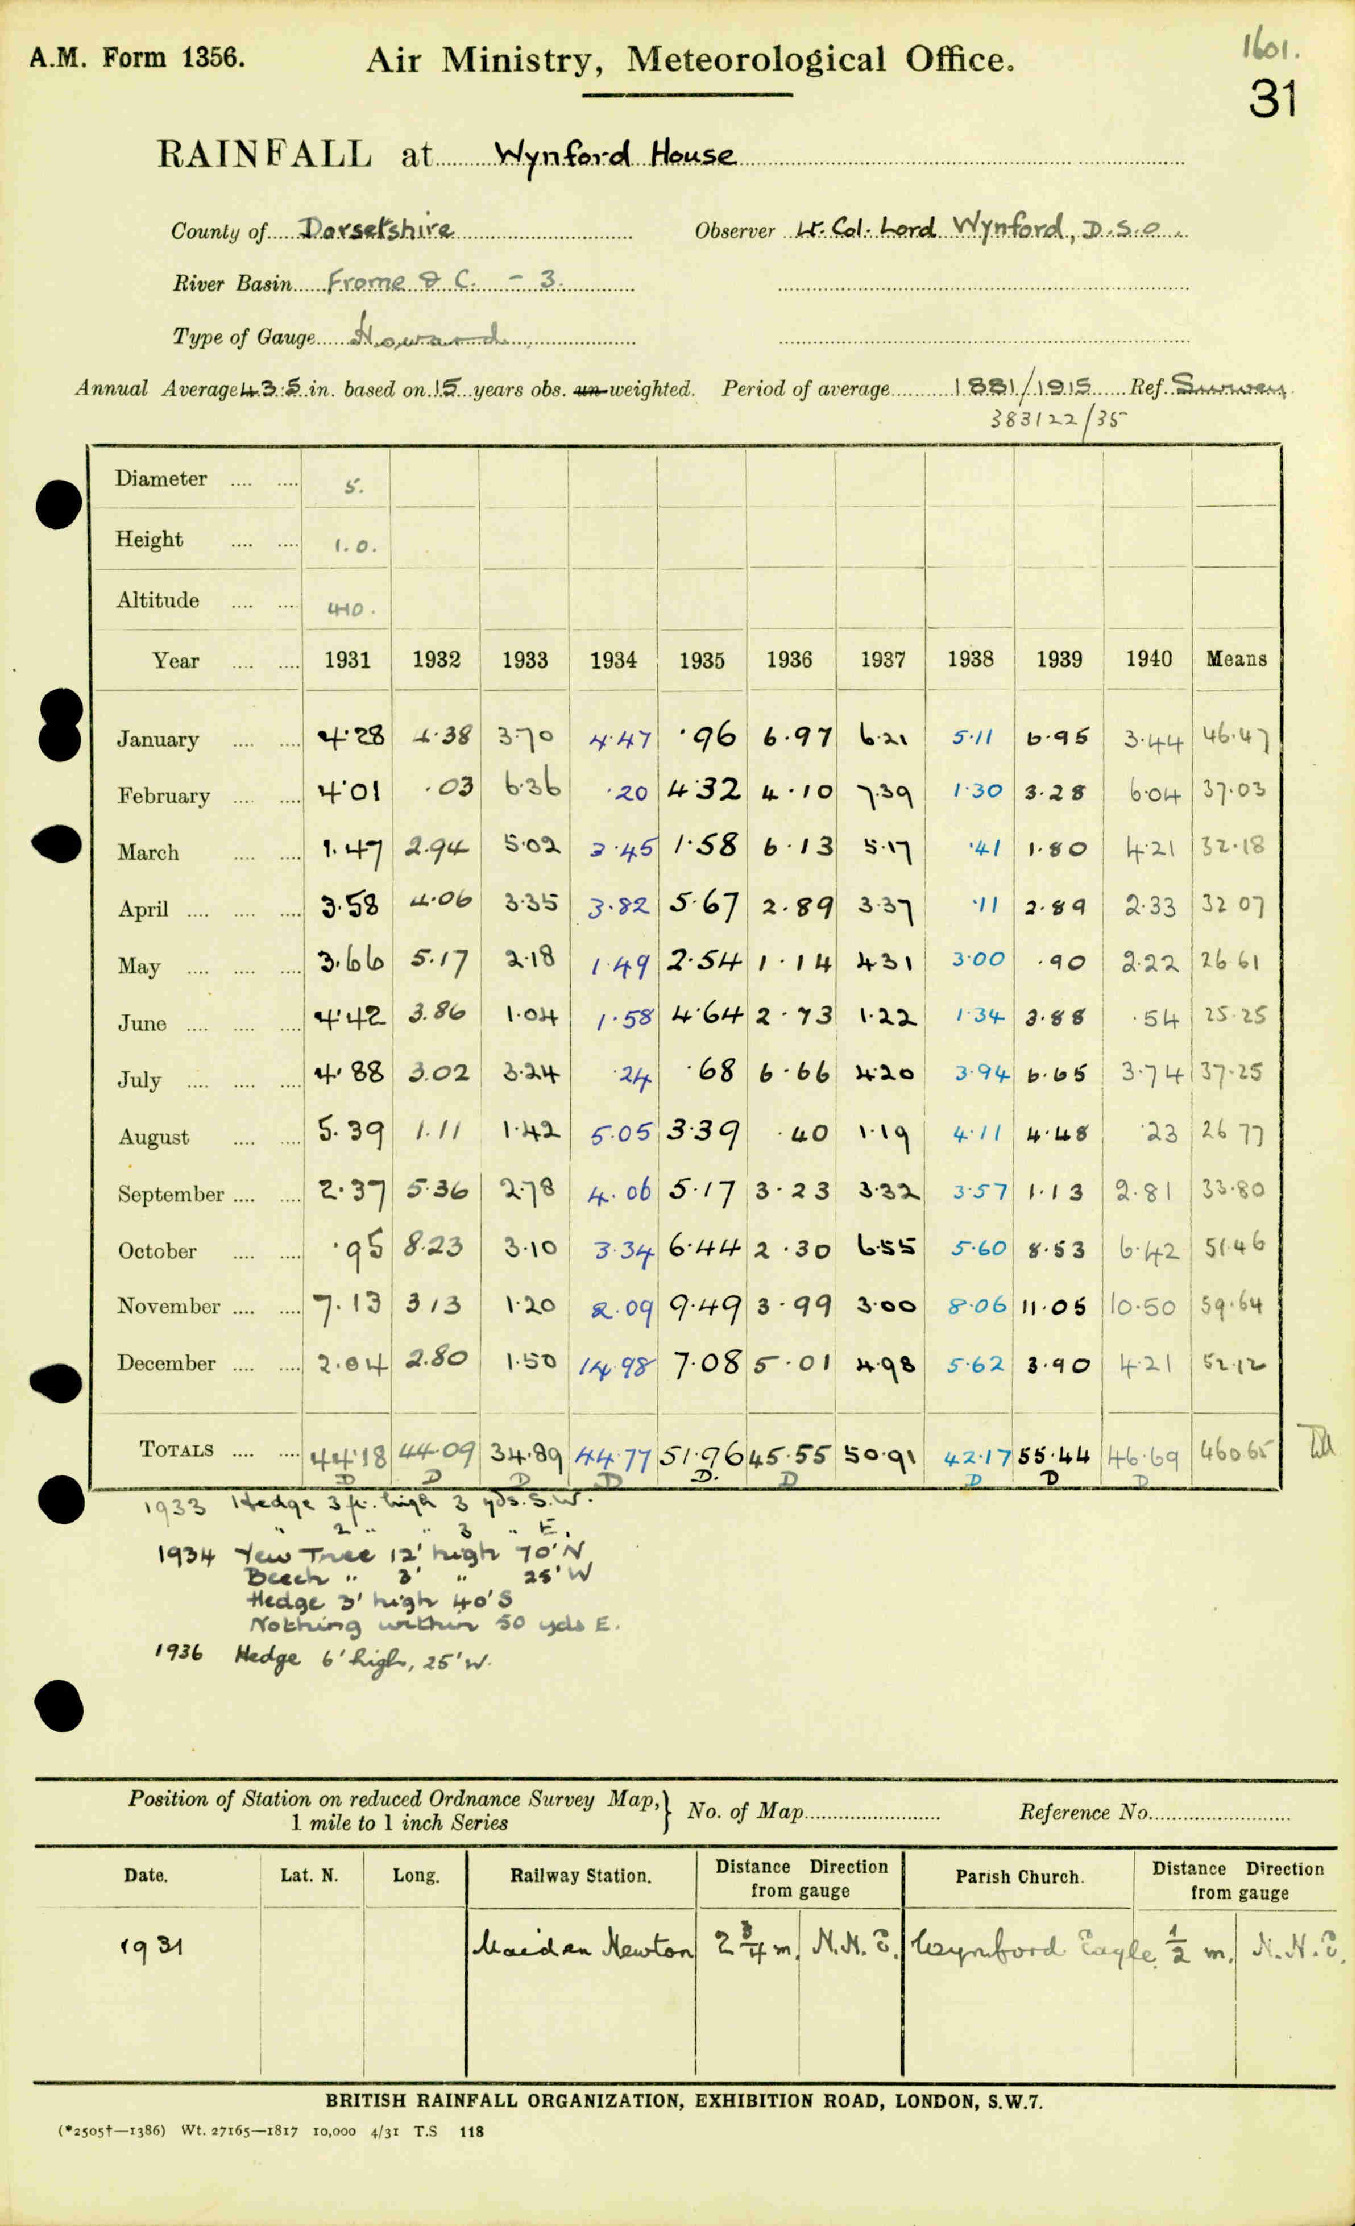 A.M. Form 1356.
Air Ministry, Meteorological Office.
1601.
31
RAINFALL at Wynford House
County of Dorsetshire Observer Lt. Col. Lord Wynford, D.S.O.
River Basin Frome & C. - 3.
Type of Gauge Howard
Annual Average 43.5 in. based on 15 years obs. un-weighted. Period of average 1881/1915 Ref. Survey
383122/35
Diameter .... .... 5.
Height .... .... 1.0.
Altitude .... .... 410.
Year .... .... 1931 1932 1933 1934 1935 1936 1937 1938 1939 1940 Means
January .... .... 4.28 4.38 3.70 4.47 .96 6.97 6.21 5.11 6.95 3.44 46.47
February .... .... 4.01 .03 6.36 .20 4.32 4.10 7.39 1.30 3.28 6.04 37.03
March .... .... 1.47 2.94 5.02 3.45 1.58 6.13 5.17 .41 1.80 4.21 32.18
April .... .... .... 3.58 4.06 3.35 3.82 5.67 2.89 3.37 .11 2.89 2.33 32 07
May .... .... .... 3.66 5.17 2.18 1.49 2.54 1.14 4.31 3.00 .90 2.22 26 61
June .... .... .... 4.42 3.86 1.04 1.58 4.64 2.73 1.22 1.34 3.88 .54 25.25
July .... .... .... 4.88 3.02 3.24 .24 .68 6.66 4.20 3.94 6.65 3.74 37.25
August .... .... 5.39 1.11 1.42 5.05 3.39 .40 1.19 4.11 4.48 .23 26 77
September .... .... 2.37 5.36 2.78 4.06 5.17 3.23 3.32 3.57 1.13 2.81 33.80
October .... .... .95 8.23 3.10 3.34 6.44 2.30 6.55 5.60 8.53 6.42 51.46
November .... .... 7.13 3.13 1.20 2.09 9.49 3.99 3.00 8.06 11.05 10.50 59.64
December .... .... 2.04 2.80 1.50 14.98 7.08 5.01 4.98 5.62 3.90 4.21 52.12
TOTALS .... .... 44.18 44.09 34.89 44.77 51.96 45.55 50.91 42.17 55.44 46.69 460 65
D D D D D. D D D D
1933 Hedge 3 ft. high 3 yds. S.W.
" 2 " " 3 " E.
1934 Yew Tree 12' high 70' N
Beech " 3' " 25' W
Hedge 3' high 40' S
Nothing within 50 yds E.
1936 Hedge 6' high, 25' W.
Position of Station on reduced Ordnance Survey Map,} No. of Map Reference No.
1 mile to 1 inch Series
Date. Lat. N. Long. Railway Station. Distance Direction from gauge Parish Church. Distance Direction from gauge
1931 Maiden Newton 2 3/4 m. N.N.E. Wynford Eagle 1/2 m. N.N.E.
BRITISH RAINFALL ORGANIZATION, EXHIBITION ROAD, LONDON, S.W.7.
(*2505†—1386) Wt. 27165—1817 10,000 4/31 T.S 118